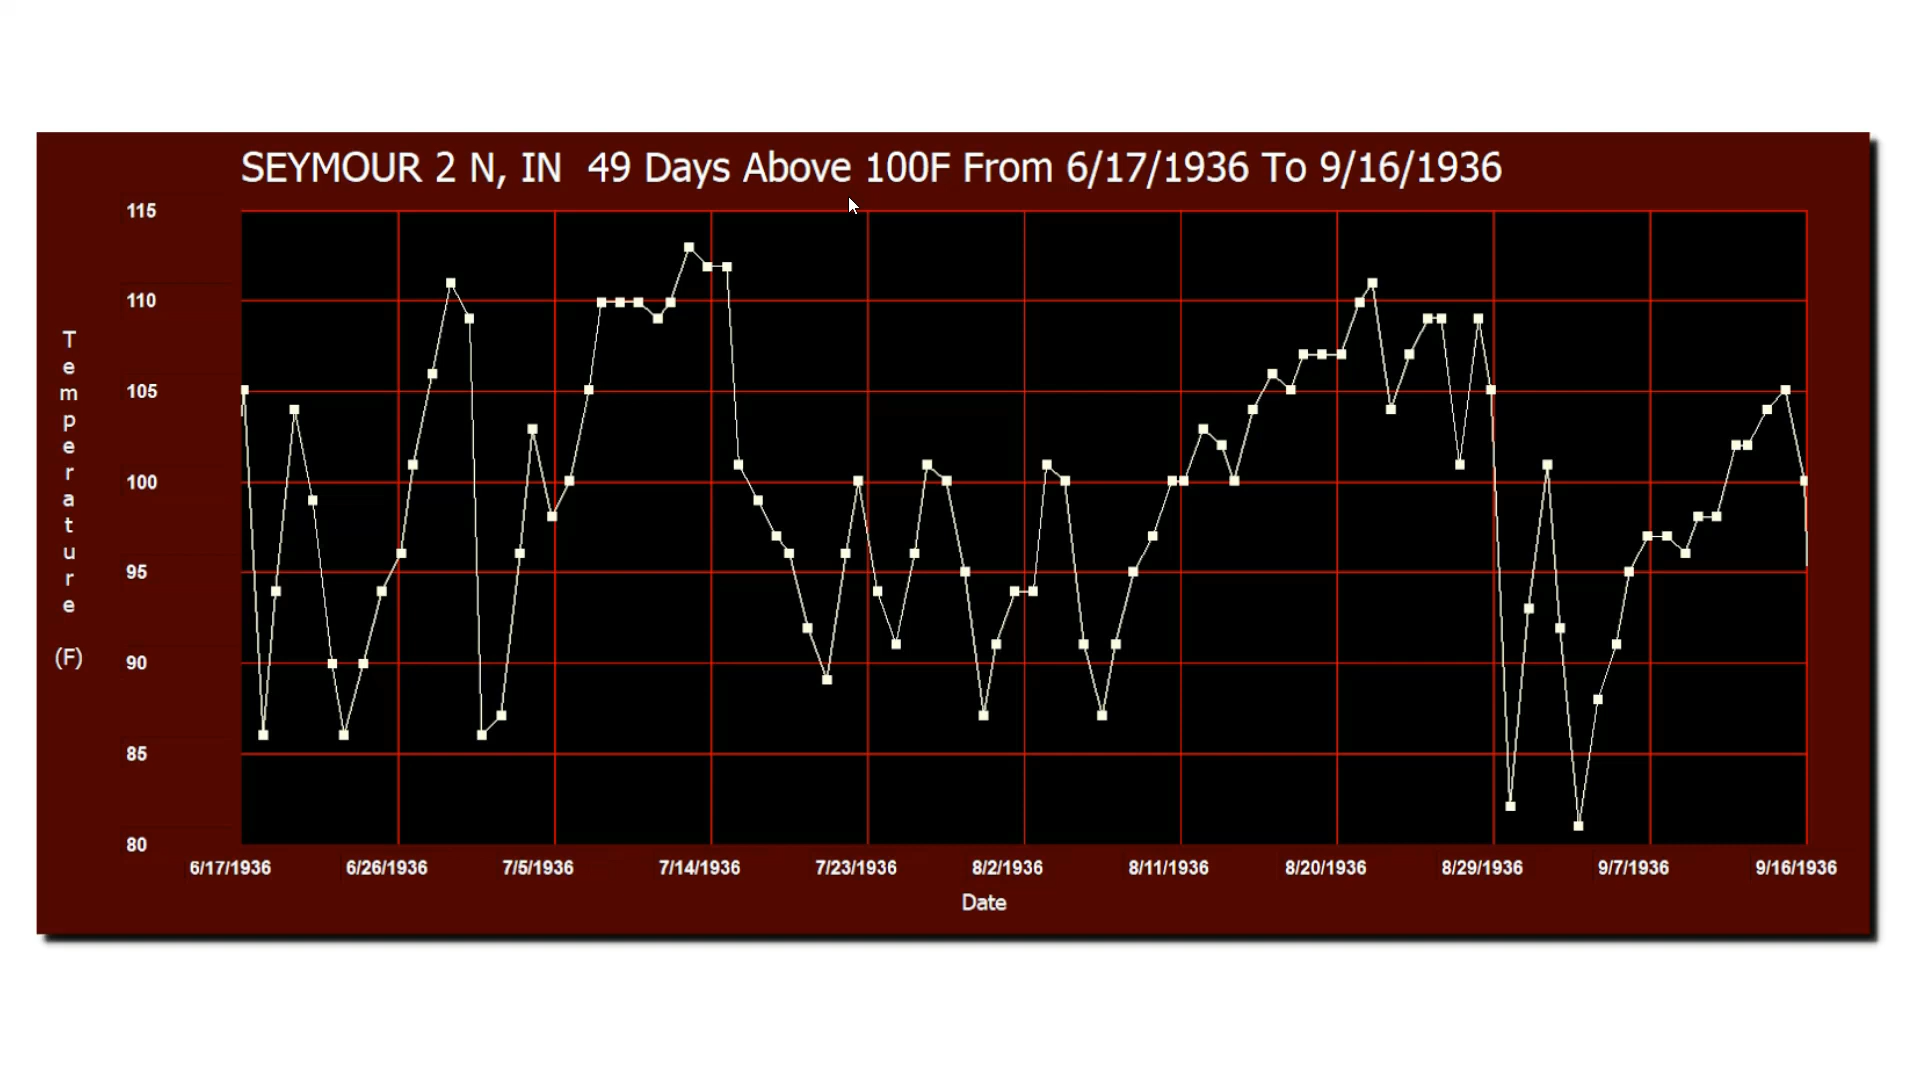 SEYMOUR 2 N, IN 49 Days Above 100F From 6/17/1936 To 9/16/1936
115
110
105
100
95
90
85
80
Temperature (F)
6/17/1936 6/26/1936 7/5/1936 7/14/1936 7/23/1936 8/2/1936 8/11/1936 8/20/1936 8/29/1936 9/7/1936 9/16/1936
Date